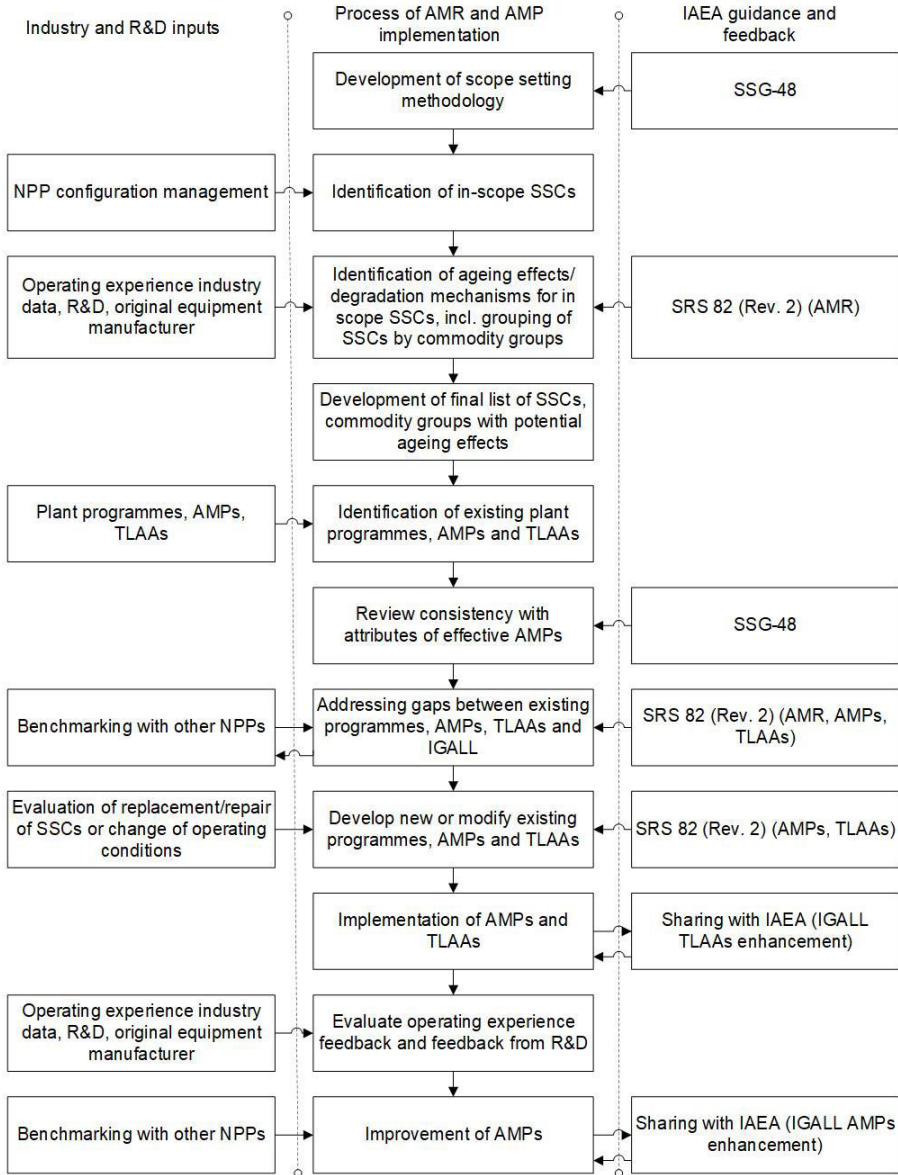 Industry and R&D inputs
Process of AMR and AMP
implementation
IAEA guidance and
feedback
Development of scope setting
methodology
SSG-48
NPP configuration management
Identification of in-scope SSCs
Operating experience industry
data, R&D, original equipment
manufacturer
Identification of ageing effects/
degradation mechanisms for in
scope SSCs, incl. grouping of
SSCs by commodity groups
SRS 82 (Rev. 2) (AMR)
Development of final list of SSCs,
commodity groups with potential
ageing effects
Plant programmes, AMPs,
TLAAs
Identification of existing plant
programmes, AMPs and TLAAs
Review consistency with
attributes of effective AMPs
SSG-48
Benchmarking with other NPPs
Addressing gaps between existing
programmes, AMPs, TLAAs and
IGALL
SRS 82 (Rev. 2) (AMR, AMPs,
TLAAs)
Evaluation of replacement/repair
of SSCs or change of operating
conditions
Develop new or modify existing
programmes, AMPs and TLAAs
SRS 82 (Rev. 2) (AMPs, TLAAs)
Implementation of AMPs and
TLAAs
Sharing with IAEA (IGALL
TLAAs enhancement)
Operating experience industry
data, R&D, original equipment
manufacturer
Evaluate operating experience
feedback and feedback from R&D
Benchmarking with other NPPs
Improvement of AMPs
Sharing with IAEA (IGALL AMPs
enhancement)